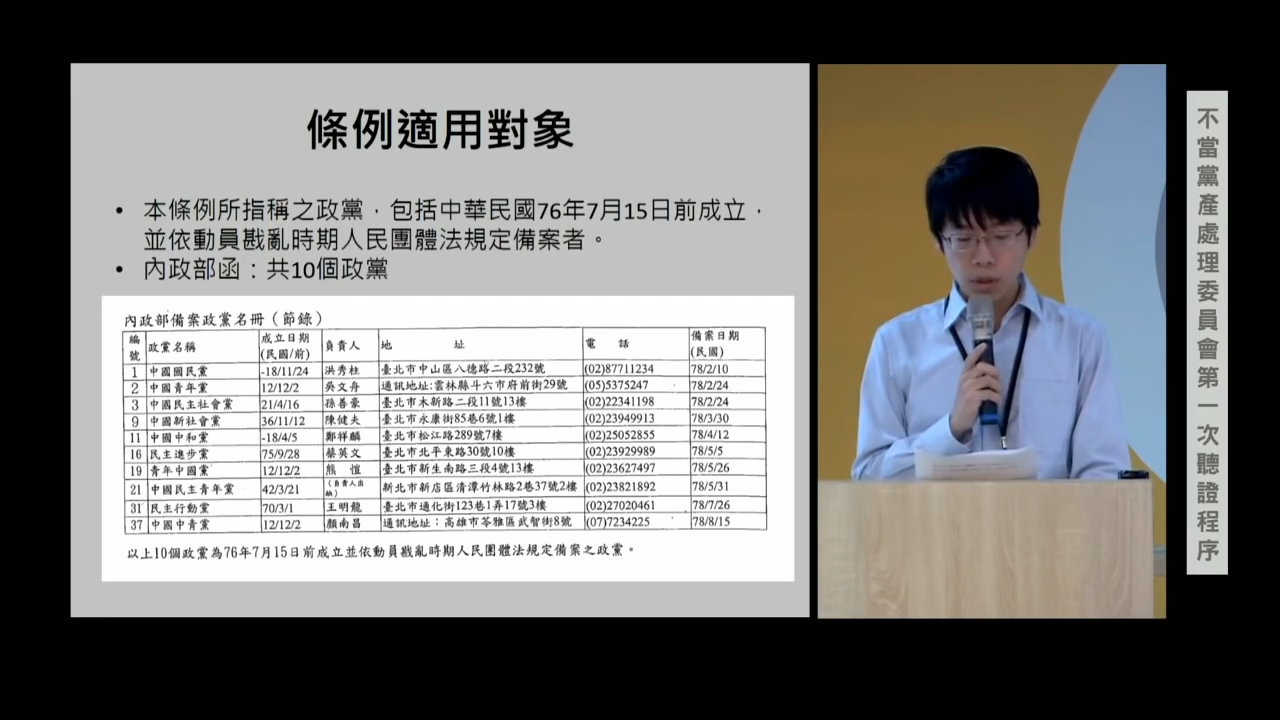 條例適用對象
• 本條例所指稱之政黨，包括中華民國76年7月15日前成立，
並依動員戡亂時期人民團體法規定備案者。
• 內政部函：共10個政黨
內政部備案政黨名冊（節錄）
編號 政黨名稱 成立日期(民國/前) 負責人 地 址 電 話 備案日期(民國)
1 中國國民黨 -18/11/24 洪秀柱 臺北市中山區八德路二段232號 (02)87711234 78/2/10
2 中國青年黨 12/12/2 吳文舟 通訊地址:雲林縣斗六市府前街29號 (05)5375247 78/2/24
3 中國民主社會黨 21/4/16 孫善豪 臺北市木新路二段11號13樓 (02)22341198 78/2/24
9 中國新社會黨 36/11/12 陳健夫 臺北市永康街85巷6號1樓 (02)23949913 78/3/30
11 中國中和黨 -18/4/5 鄭祥麟 臺北市松江路289號7樓 (02)25052855 78/4/12
16 民主進步黨 75/9/28 蔡英文 臺北市北平東路30號10樓 (02)23929989 78/5/5
19 青年中國黨 12/12/2 熊 愷 臺北市新生南路三段4號13樓 (02)23627497 78/5/26
21 中國民主青年黨 42/3/21 （負責人出缺） 新北市新店區清潭竹林路2巷37號2樓 (02)23821892 78/5/31
31 民主行動黨 70/3/1 王明龍 臺北市通化街123巷1弄17號3樓 (02)27020461 78/7/26
37 中國中青黨 12/12/2 顏南昌 通訊地址：高雄市苓雅區武智街8號 (07)7234225 78/8/15
以上10個政黨為76年7月15日前成立並依動員戡亂時期人民團體法規定備案之政黨。
不當黨產處理委員會第一次聽證程序